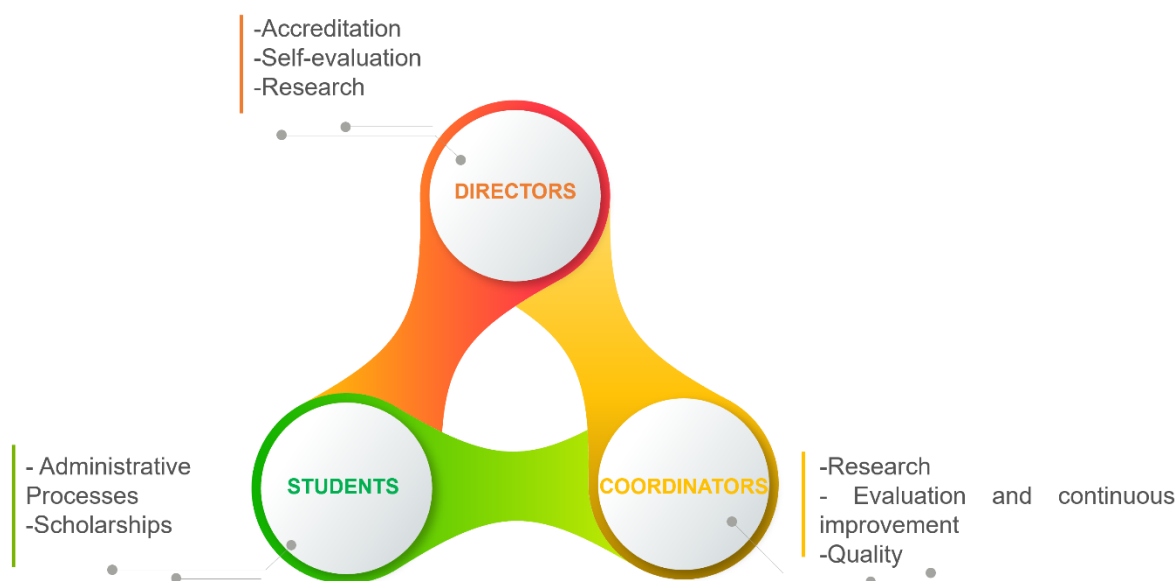 -Accreditation
-Self-evaluation
-Research
DIRECTORS
STUDENTS
COORDINATORS
- Administrative
Processes
-Scholarships
-Research
- Evaluation and continuous
improvement
-Quality